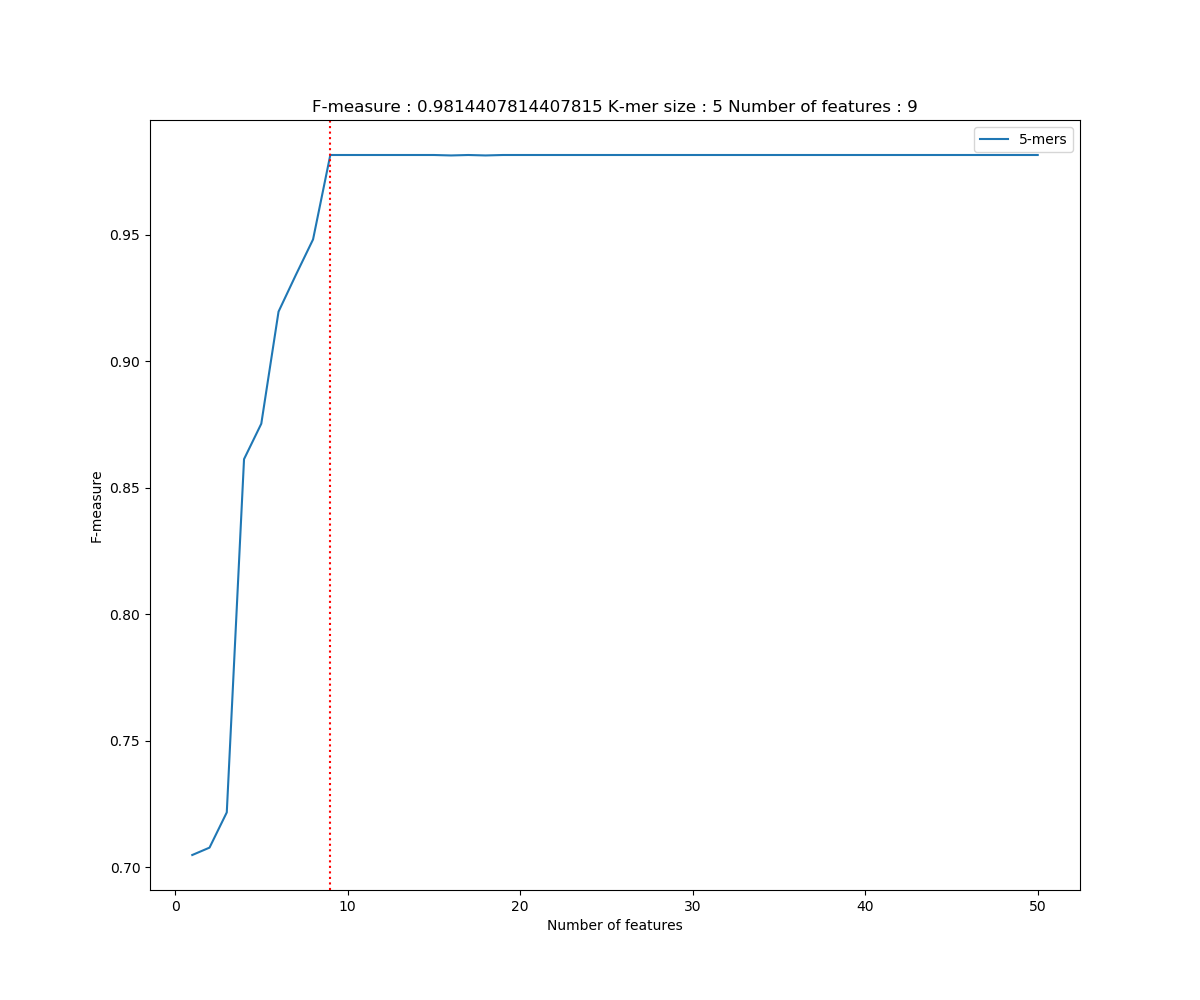 F-measure : 0.9814407814407815 K-mer size : 5 Number of features : 9
5-mers
0.95
0.90
0.85
0.80
0.75
0.70
F-measure
0 10 20 30 40 50
Number of features